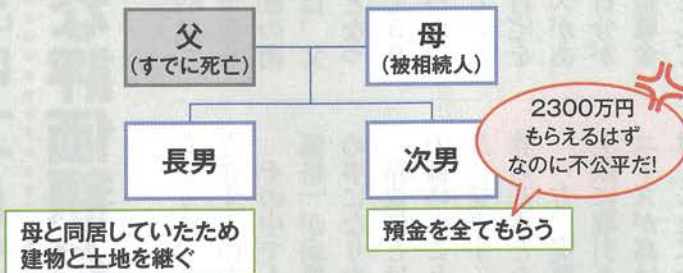 父
(すでに死亡)
母
(被相続人)
長男
次男
2300万円
もらえるはず
なのに不公平だ!
母と同居していたため
建物と土地を継ぐ
預金を全てもらう